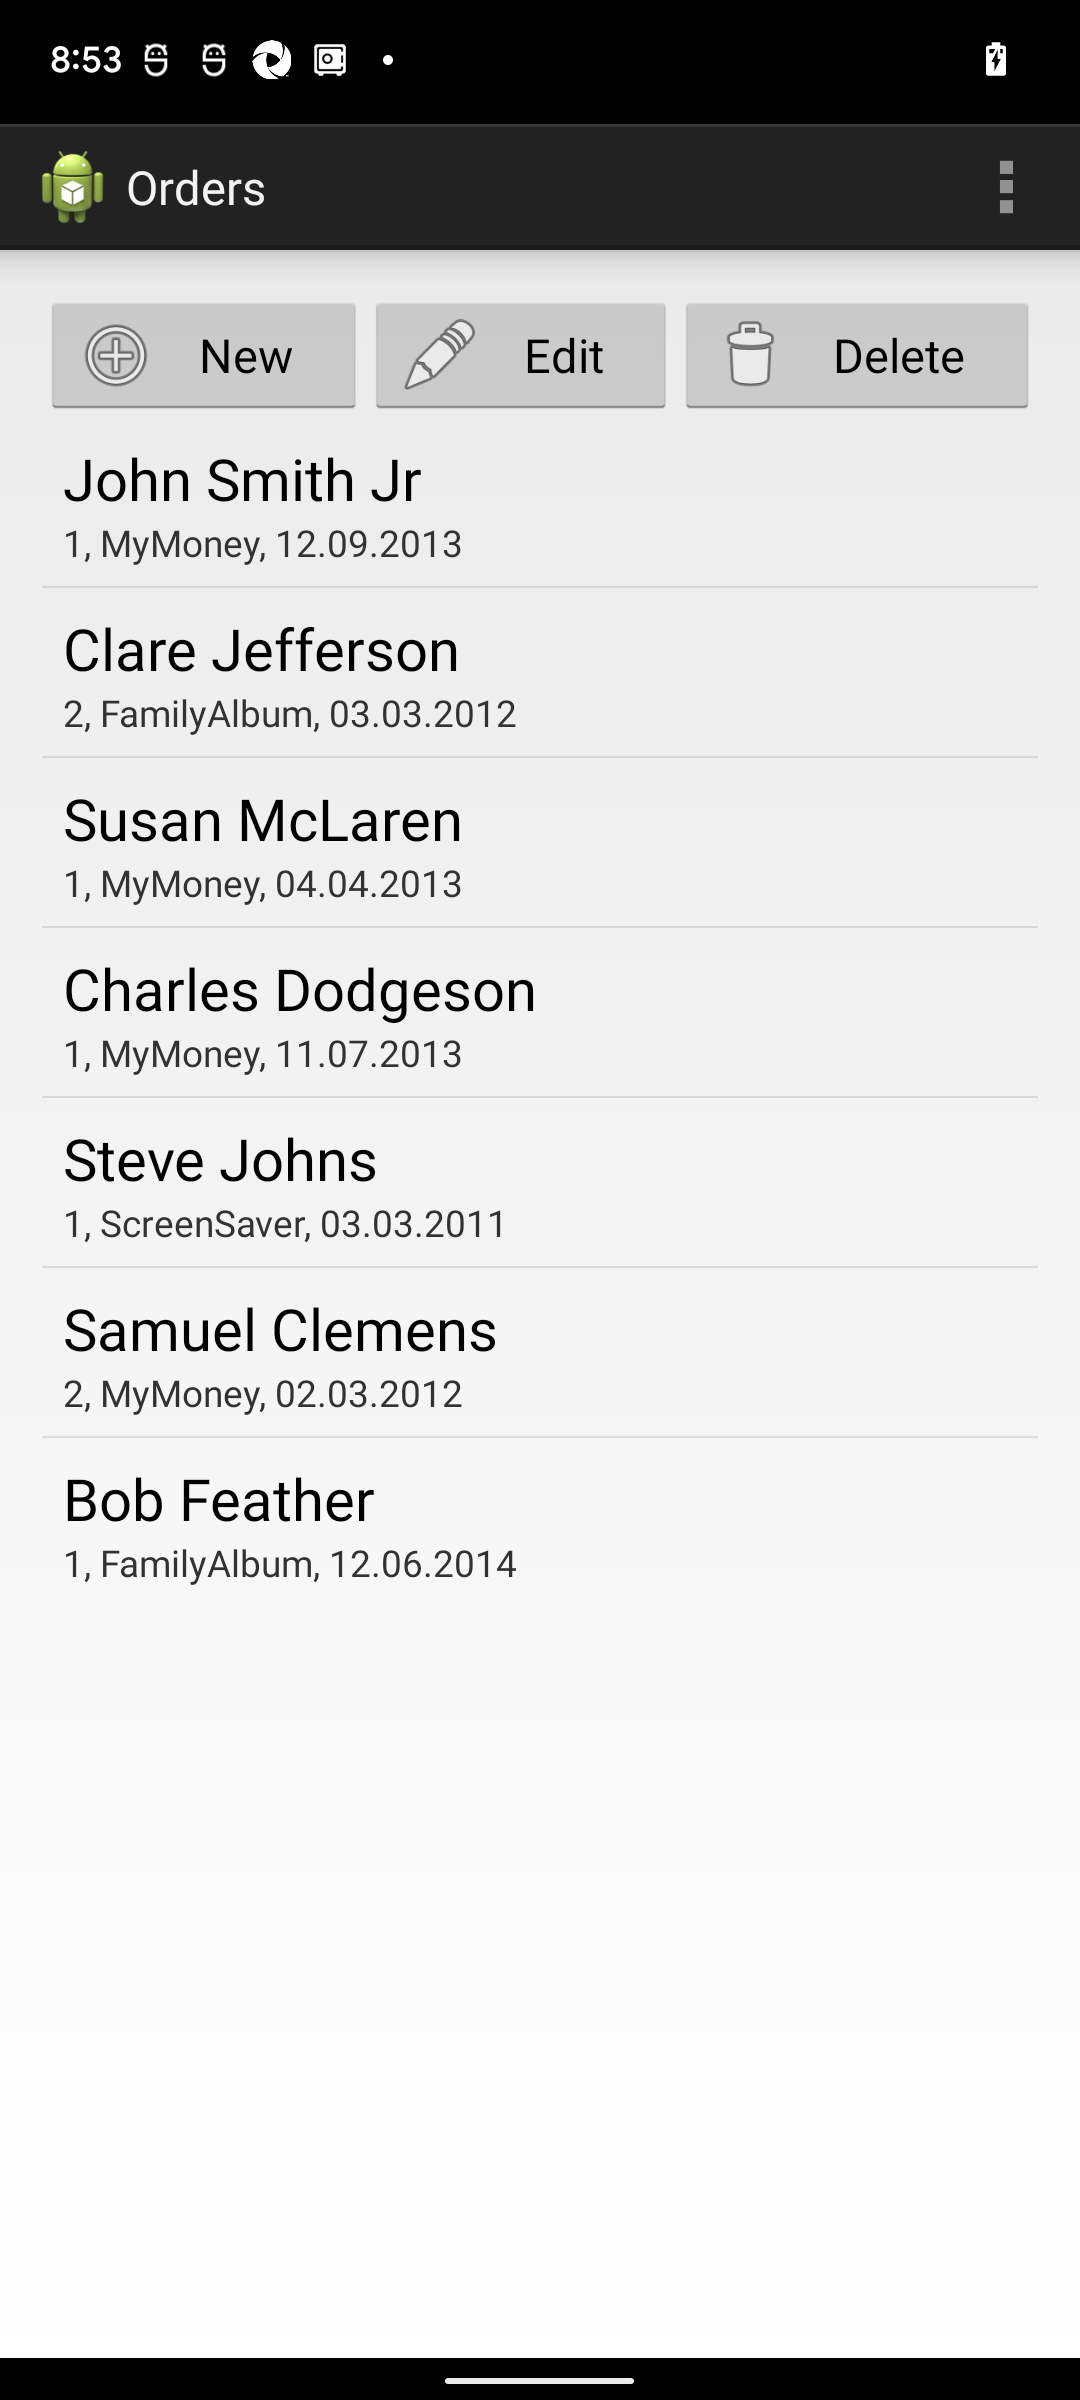 8:53
Orders
New Edit Delete
John Smith Jr
1, MyMoney, 12.09.2013
Clare Jefferson
2, FamilyAlbum, 03.03.2012
Susan McLaren
1, MyMoney, 04.04.2013
Charles Dodgeson
1, MyMoney, 11.07.2013
Steve Johns
1, ScreenSaver, 03.03.2011
Samuel Clemens
2, MyMoney, 02.03.2012
Bob Feather
1, FamilyAlbum, 12.06.2014